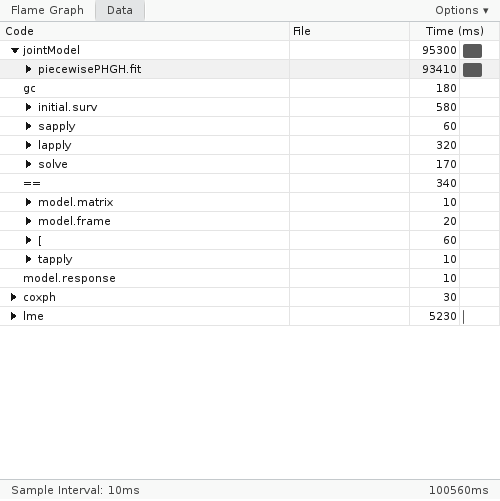 Flame Graph Data Options ▾
Code File Time (ms)
jointModel 95300
piecewisePHGH.fit 93410
gc 180
initial.surv 580
sapply 60
lapply 320
solve 170
== 340
model.matrix 10
model.frame 20
[ 60
tapply 10
model.response 10
coxph 30
lme 5230
Sample Interval: 10ms 100560ms